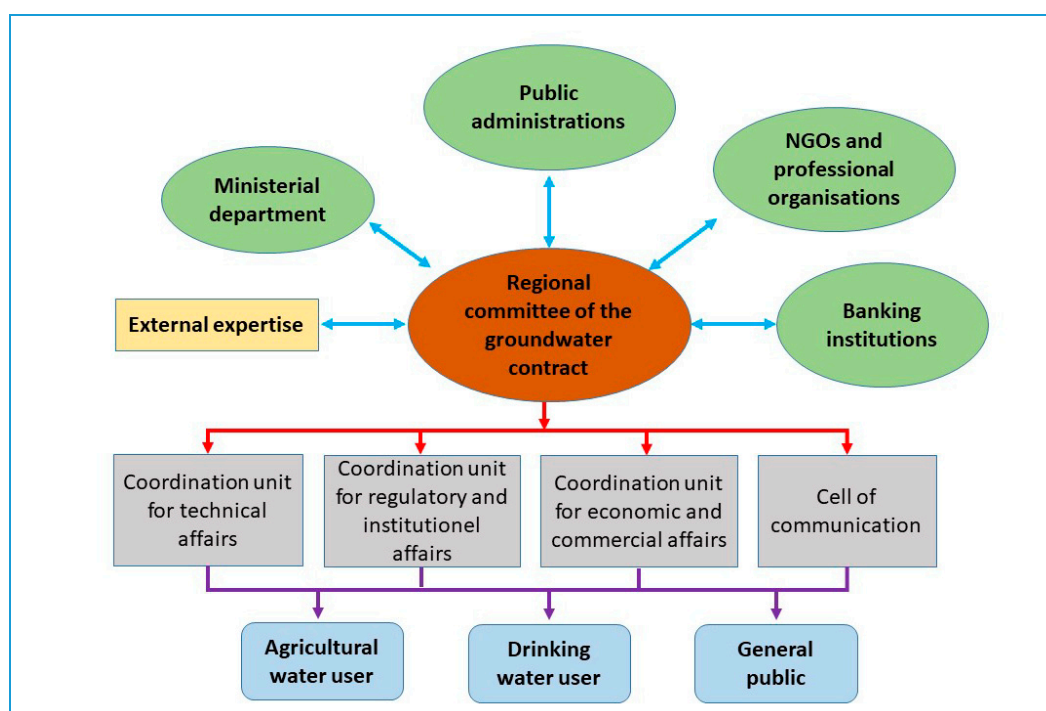 Public
administrations
NGOs and
professional
organisations
Ministerial
department
Regional
committee of the
groundwater
contract
External expertise
Banking
institutions
Coordination unit
for technical
affairs
Coordination unit
for regulatory and
institutionel
affairs
Coordination unit
for economic and
commercial affairs
Cell of
communication
Agricultural
water user
Drinking
water user
General
public